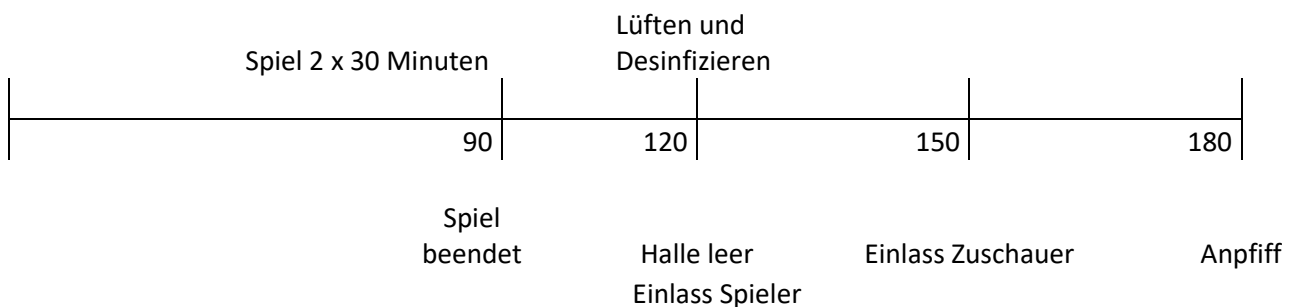 Lüften und
Spiel 2 x 30 Minuten Desinfizieren
90 120 150 180
Spiel
beendet Halle leer Einlass Zuschauer Anpfiff
Einlass Spieler